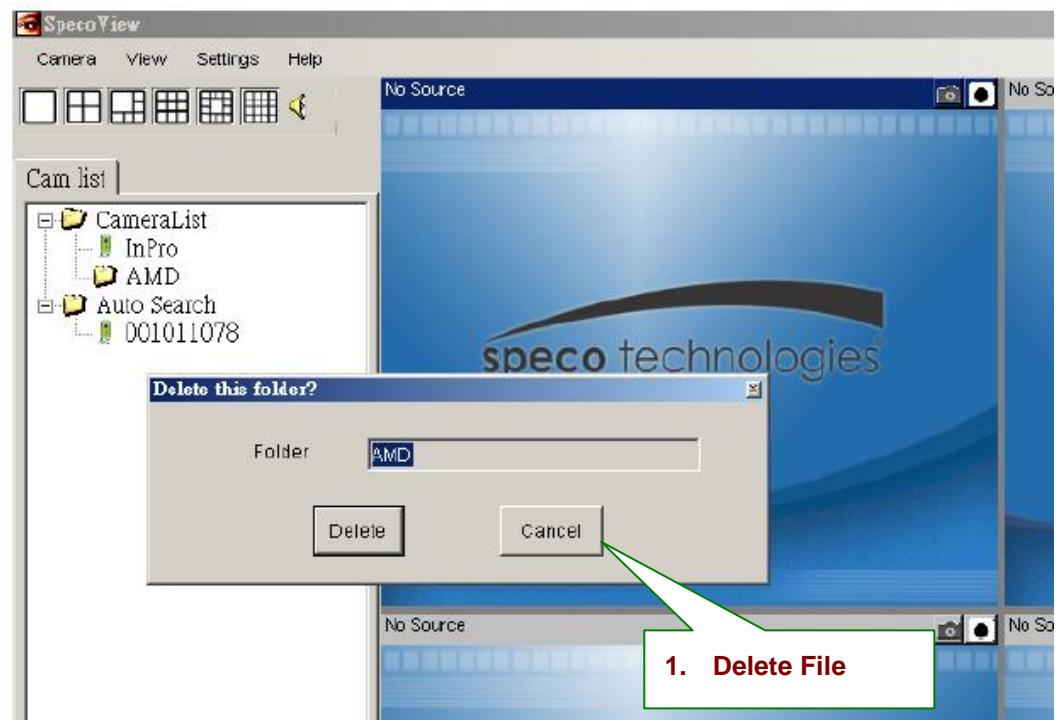 SpecoView
Camera View Settings Help
No Source
No So
Cam list
CameraList
InPro
AMD
Auto Search
001011078
speco technologies
Delete this folder?
Folder AMD
Delete Cancel
No Source
No So
1. Delete File